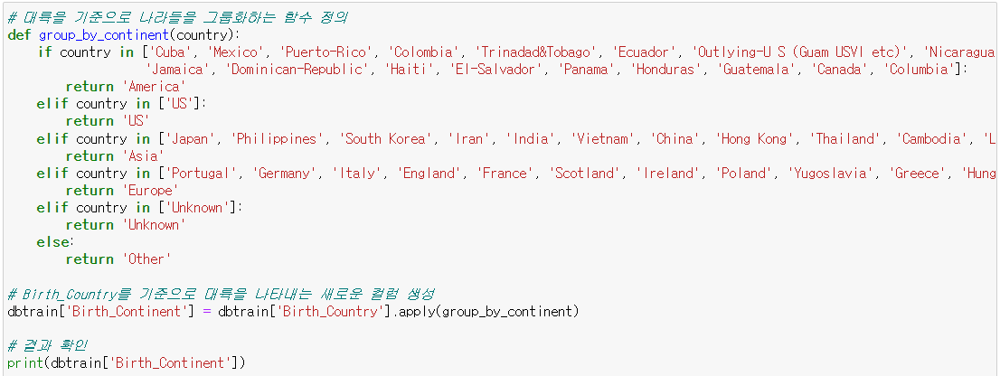 # 대륙을 기준으로 나라들을 그룹화하는 함수 정의
def group_by_continent(country):
    if country in ['Cuba', 'Mexico', 'Puerto-Rico', 'Colombia', 'Trinadad&Tobago', 'Ecuador', 'Outlying-U S (Guam USVI etc)', 'Nicaragua
                   'Jamaica', 'Dominican-Republic', 'Haiti', 'El-Salvador', 'Panama', 'Honduras', 'Guatemala', 'Canada', 'Columbia']:
        return 'America'
    elif country in ['US']:
        return 'US'
    elif country in ['Japan', 'Philippines', 'South Korea', 'Iran', 'India', 'Vietnam', 'China', 'Hong Kong', 'Thailand', 'Cambodia', 'L
        return 'Asia'
    elif country in ['Portugal', 'Germany', 'Italy', 'England', 'France', 'Scotland', 'Ireland', 'Poland', 'Yugoslavia', 'Greece', 'Hung
        return 'Europe'
    elif country in ['Unknown']:
        return 'Unknown'
    else:
        return 'Other'
# Birth_Country를 기준으로 대륙을 나타내는 새로운 컬럼 생성
dbtrain['Birth_Continent'] = dbtrain['Birth_Country'].apply(group_by_continent)
# 결과 확인
print(dbtrain['Birth_Continent'])